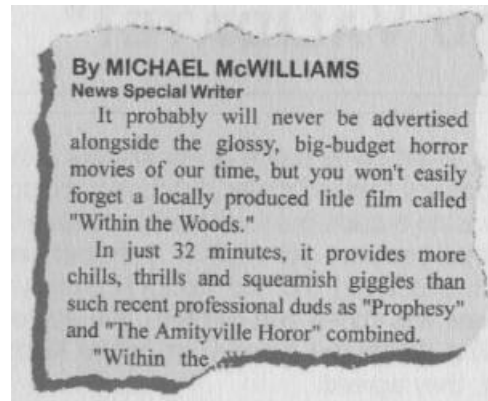 By MICHAEL McWILLIAMS
News Special Writer
It probably will never be advertised
alongside the glossy, big-budget horror
movies of our time, but you won't easily
forget a locally produced litle film called
"Within the Woods."
In just 32 minutes, it provides more
chills, thrills and squeamish giggles than
such recent professional duds as "Prophesy"
and "The Amityville Horor" combined.
"Within the